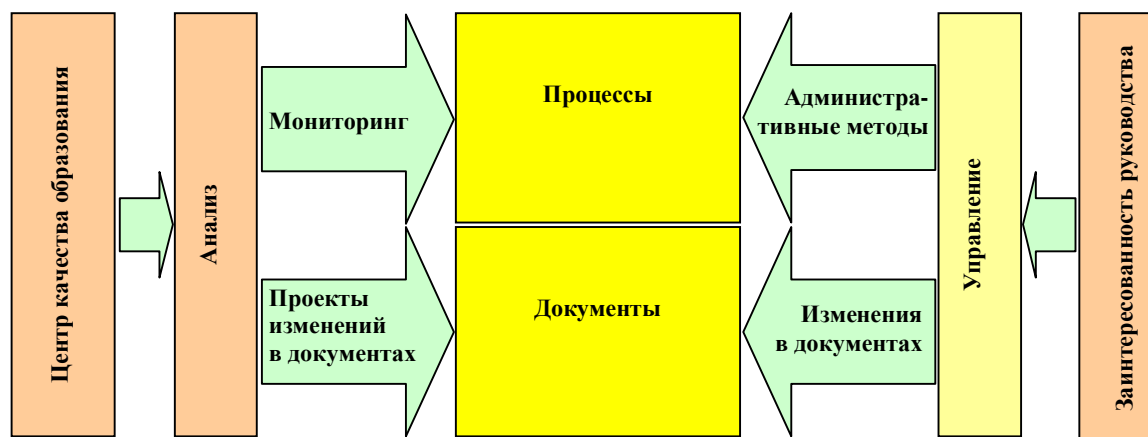 Центр качества образования
Анализ
Мониторинг
Проекты
изменений
в документах
Процессы
Документы
Администра-
тивные методы
Изменения
в документах
Управление
Заинтересованность руководства